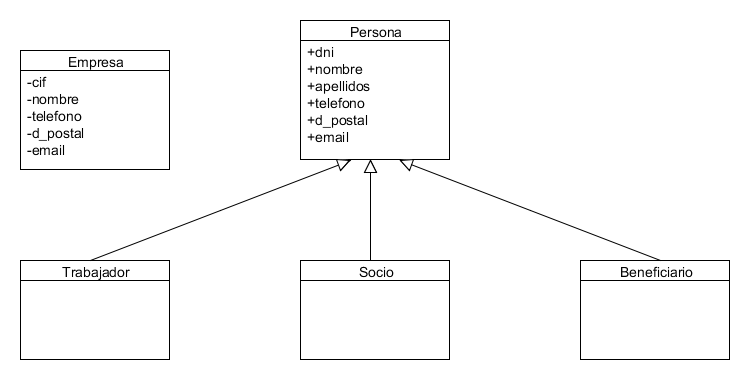 Empresa
-cif
-nombre
-telefono
-d_postal
-email
Persona
+dni
+nombre
+apellidos
+telefono
+d_postal
+email
Trabajador
Socio
Beneficiario